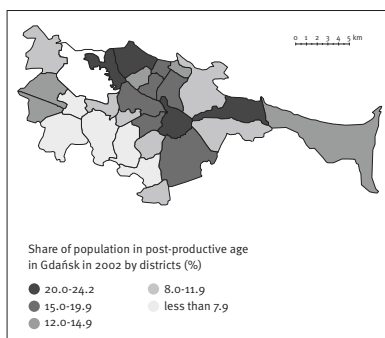 0 1 2 3 4 5 km
Share of population in post-productive age
in Gdańsk in 2002 by districts (%)
20.0-24.2
15.0-19.9
12.0-14.9
8.0-11.9
less than 7.9